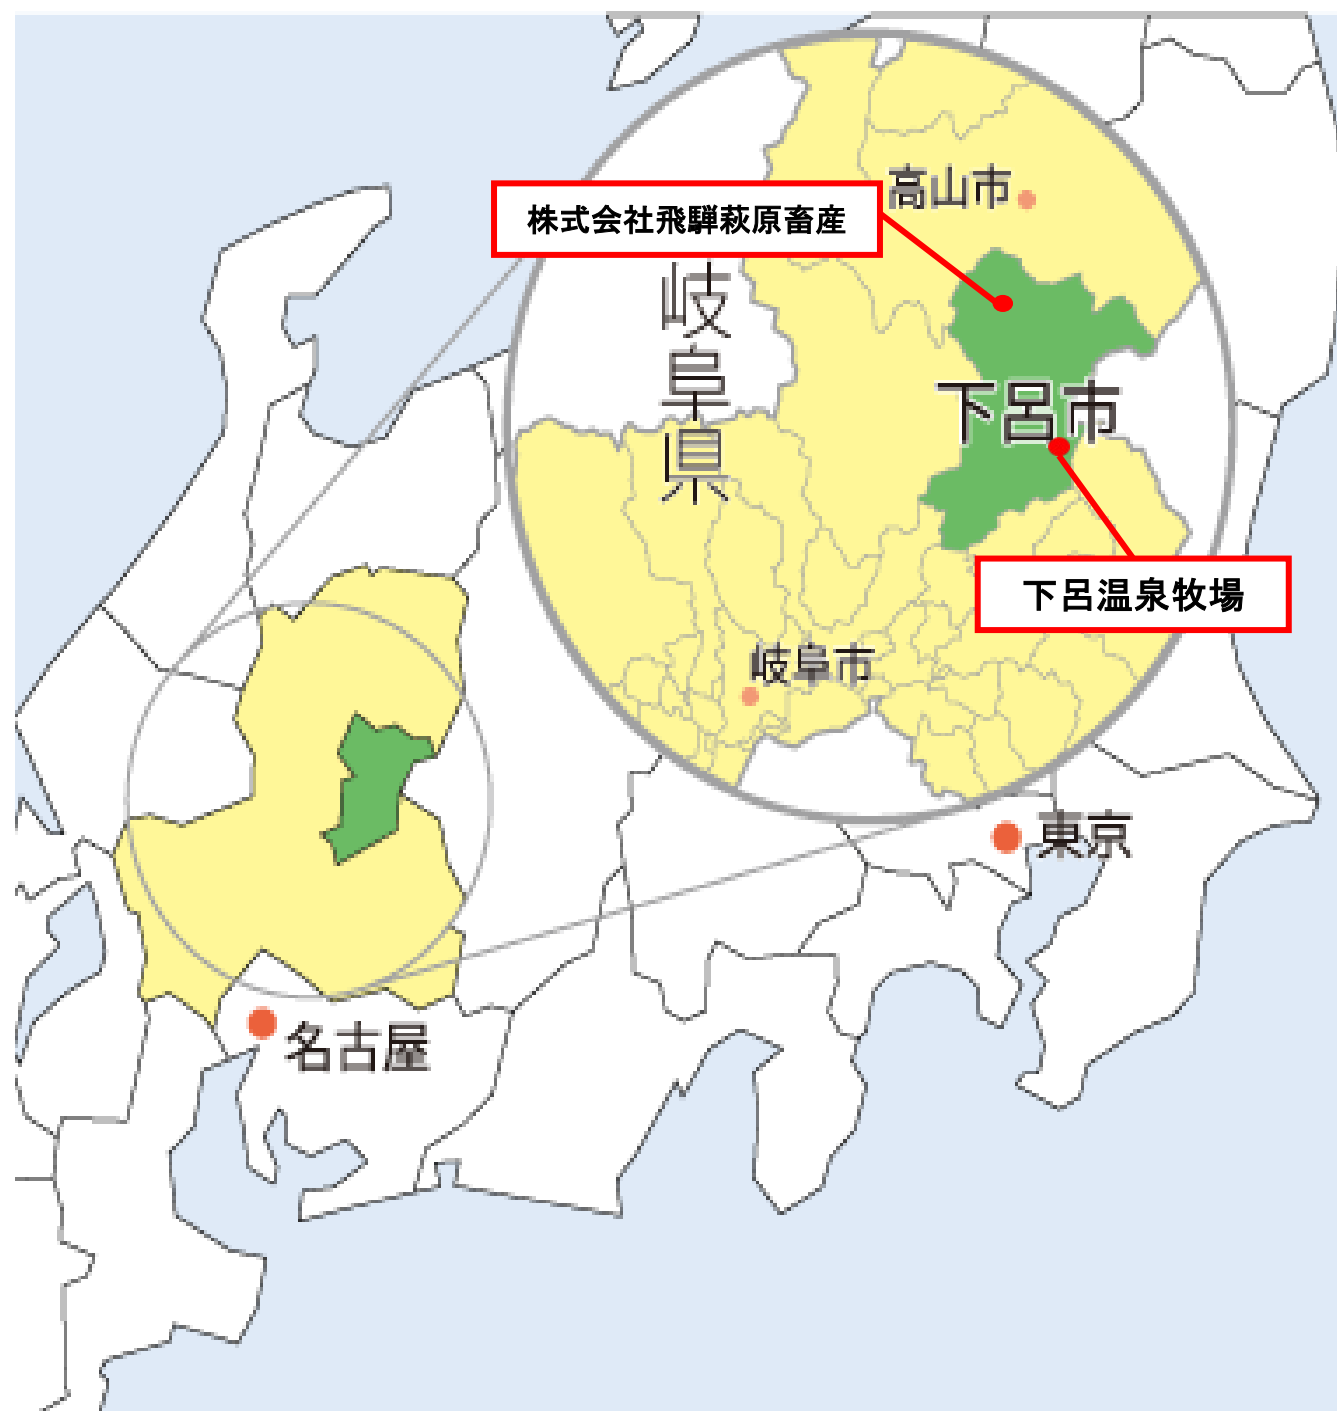 高山市
株式会社飛騨萩原畜産
岐阜県
下呂市
下呂温泉牧場
岐阜市
東京
名古屋